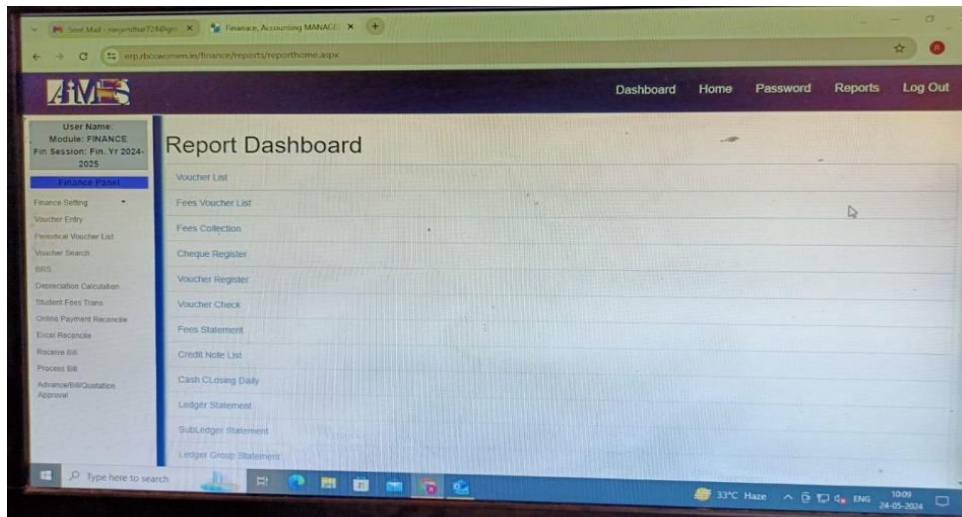 Finanace, Accounting MANAGE
erp.rbccwomen.in/finance/reports/reporthome.aspx
AiMES
Dashboard Home Password Reports Log Out
User Name:
Module: FINANCE
Fin Session: Fin. Yr 2024-
2025
Finance Panel
Finance Setting
Voucher Entry
Periodical Voucher List
Voucher Search
BRS
Depreciation Calculation
Student Fees Trans
Online Payment Reconcile
Excel Reconcile
Receive Bill
Process Bill
Advance/Bill/Quotation
Approval
Report Dashboard
Voucher List
Fees Voucher List
Fees Collection
Cheque Register
Voucher Register
Voucher Check
Fees Statement
Credit Note List
Cash CLosing Daily
Ledger Statement
SubLedger Statement
Ledger Group Statement
Type here to search
33°C Haze
ENG
10:09
24-05-2024